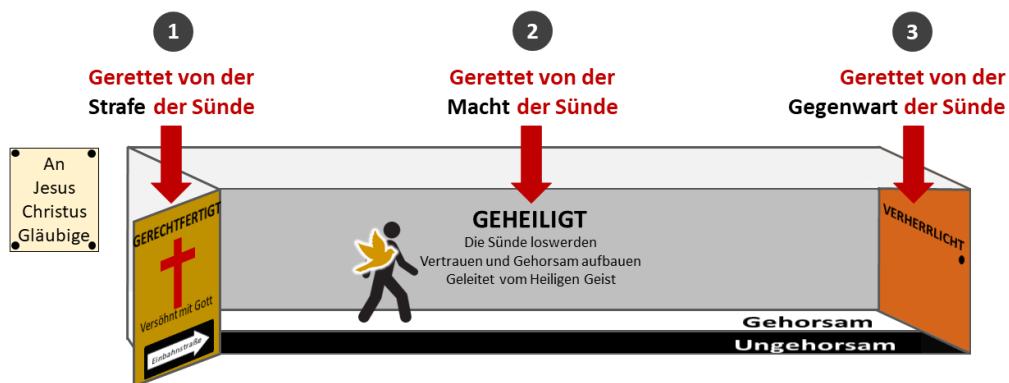 1
Gerettet von der
Strafe der Sünde
2
Gerettet von der
Macht der Sünde
3
Gerettet von der
Gegenwart der Sünde
An
Jesus
Christus
Gläubige
GERECHTFERTIGT
Versöhnt mit Gott
Einbahnstraße
GEHEILIGT
Die Sünde loswerden
Vertrauen und Gehorsam aufbauen
Geleitet vom Heiligen Geist
VERHERRLICHT
Gehorsam
Ungehorsam